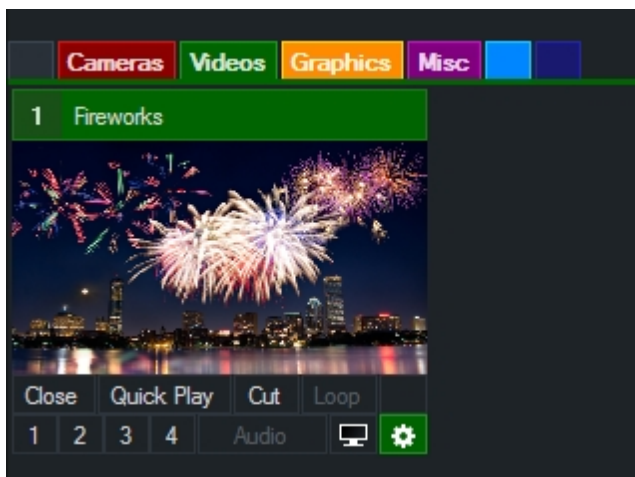 Cameras Videos Graphics Misc
1 Fireworks
Close Quick Play Cut Loop
1 2 3 4 Audio